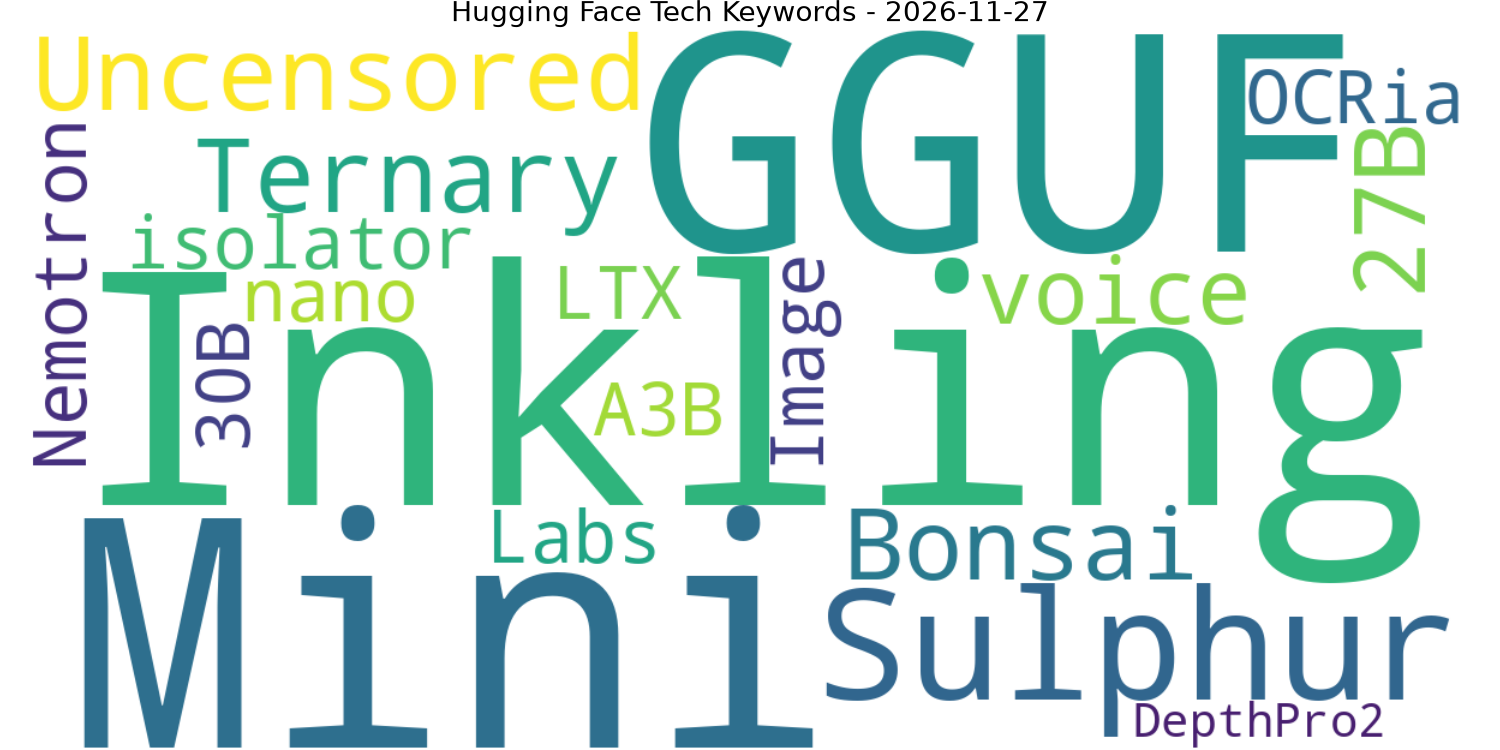 Hugging Face Tech Keywords - 2026-11-27
Uncensored
GGUF
OCRia
Nemotron
Ternary
27B
isolator
nano
LTX
Image
voice
Inkling
30B
A3B
Mini
Labs
Bonsai
Sulphur
DepthPro2